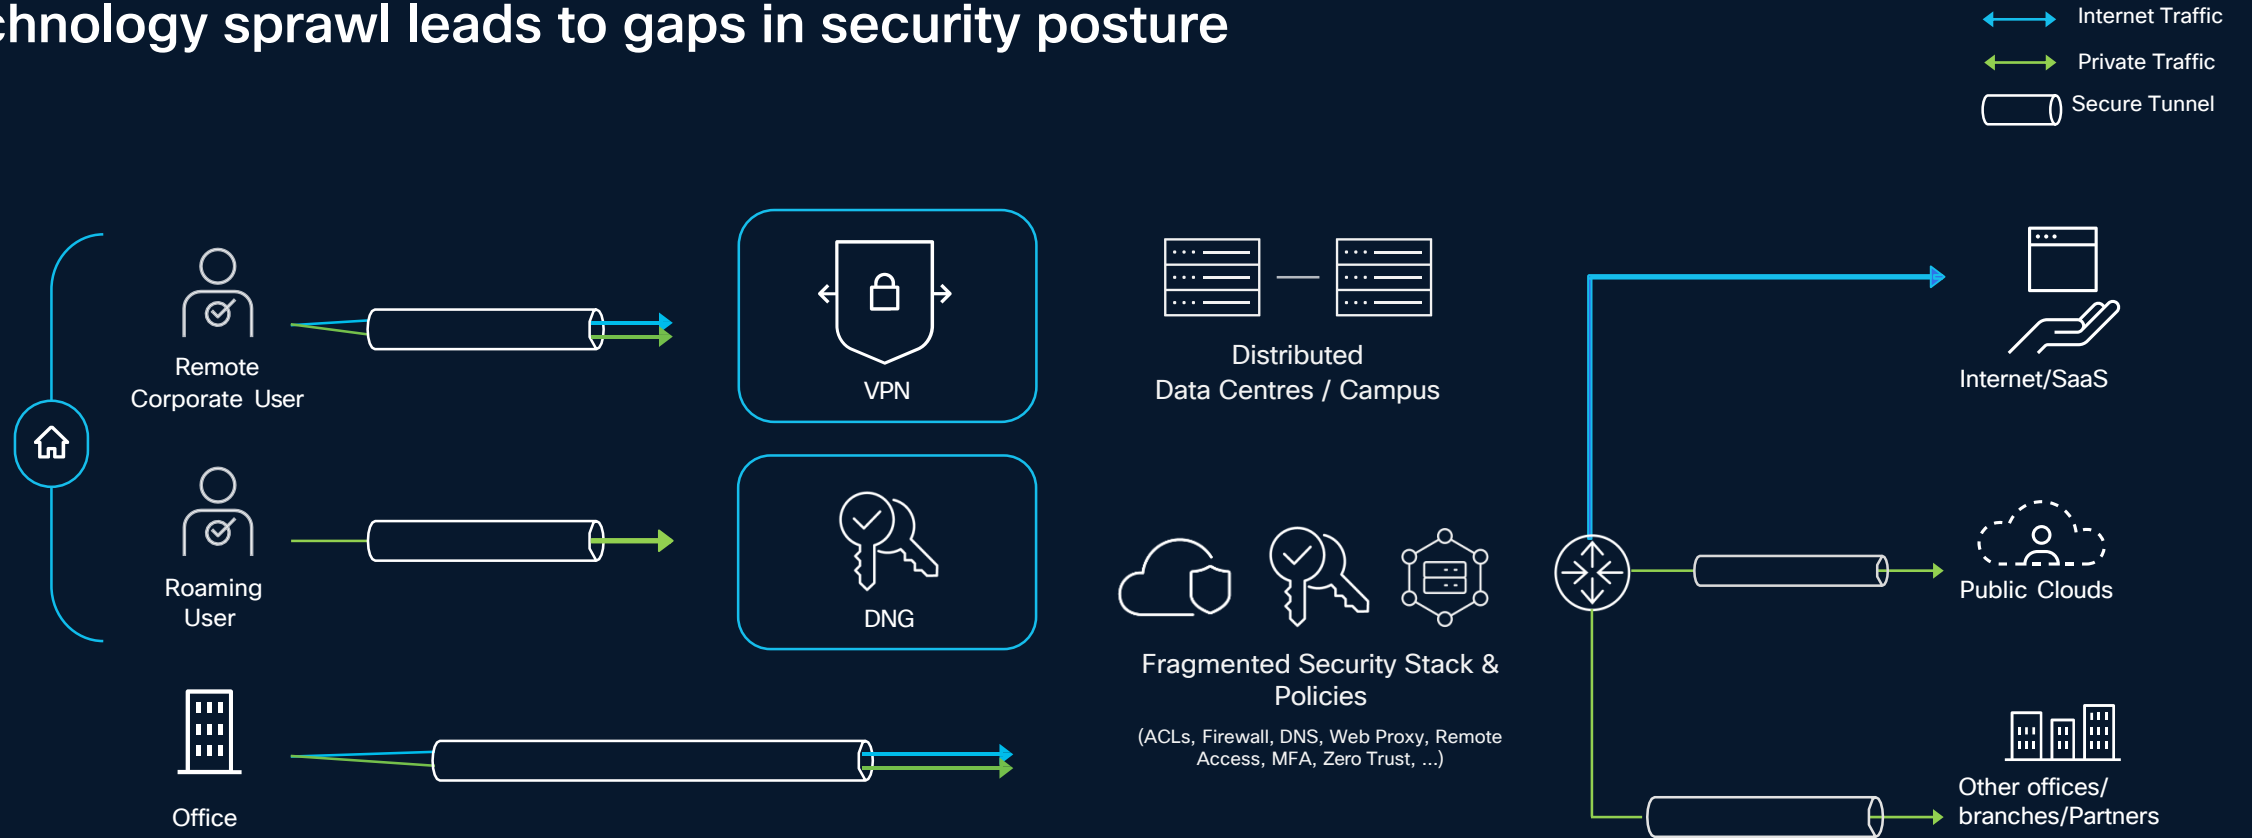 chnology sprawl leads to gaps in security posture
Internet Traffic
Private Traffic
Secure Tunnel
Remote
Corporate User
VPN
Distributed
Data Centres / Campus
Internet/SaaS
Roaming
User
DNG
Fragmented Security Stack &
Policies
(ACLs, Firewall, DNS, Web Proxy, Remote
Access, MFA, Zero Trust, ...)
Public Clouds
Office
Other offices/
branches/Partners